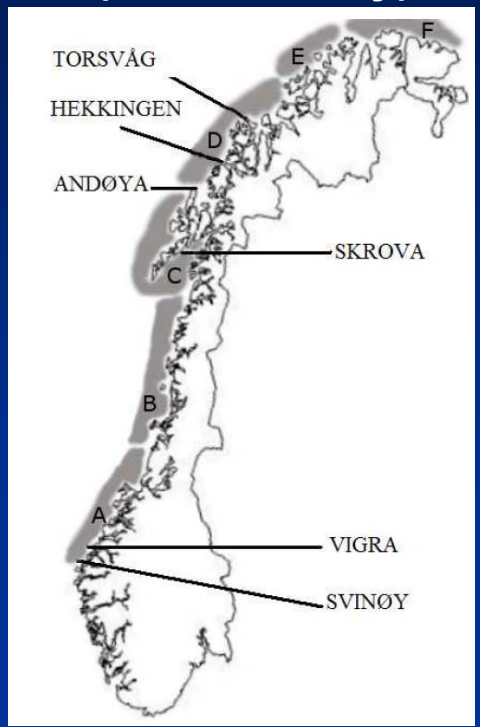 F
E
TORSVÅG
HEKKINGEN
D
ANDØYA
SKROVA
C
B
A
VIGRA
SVINØY